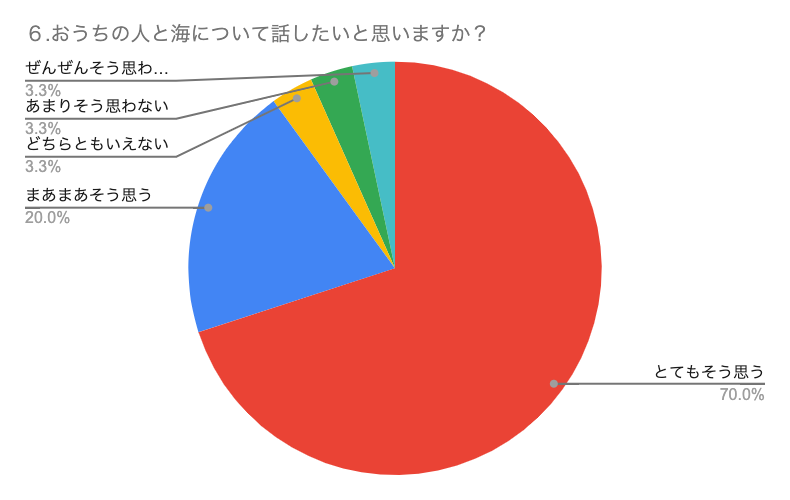 ６.おうちの人と海について話したいと思いますか？
ぜんぜんそう思わ…
3.3%
あまりそう思わない
3.3%
どちらともいえない
3.3%
まあまあそう思う
20.0%
とてもそう思う
70.0%